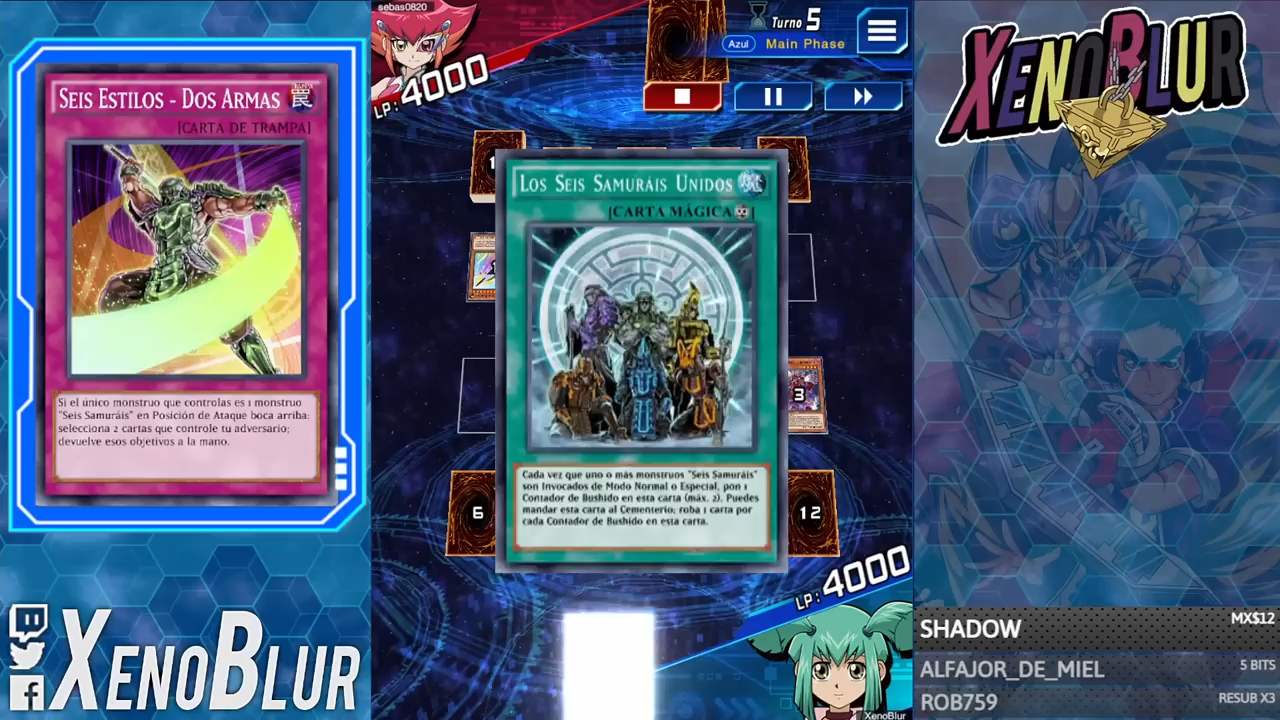 SEIS ESTILOS - DOS ARMAS
罠
[CARTA DE TRAMPA]
Si el único monstruo que controlas es 1 monstruo
"Seis Samuráis" en Posición de Ataque boca arriba:
selecciona 2 cartas que controle tu adversario;
devuelve esos objetivos a la mano.
XENOBLUR
sebas0820
LP: 4000
Turno 5
Azul
Main Phase
LOS SEIS SAMURÁIS UNIDOS
[CARTA MÁGICA]
Cada vez que uno o más monstruos "Seis Samuráis"
son Invocados de Modo Normal o Especial, pon 1
Contador de Bushido en esta carta (máx. 2). Puedes
mandar esta carta al Cementerio; roba 1 carta por
cada Contador de Bushido en esta carta.
3
6
12
LP: 4000
XenoBlur
XENOBLUR
SHADOW MX$12
ALFAJOR_DE_MIEL 5 BITS
ROB759 RESUB X3